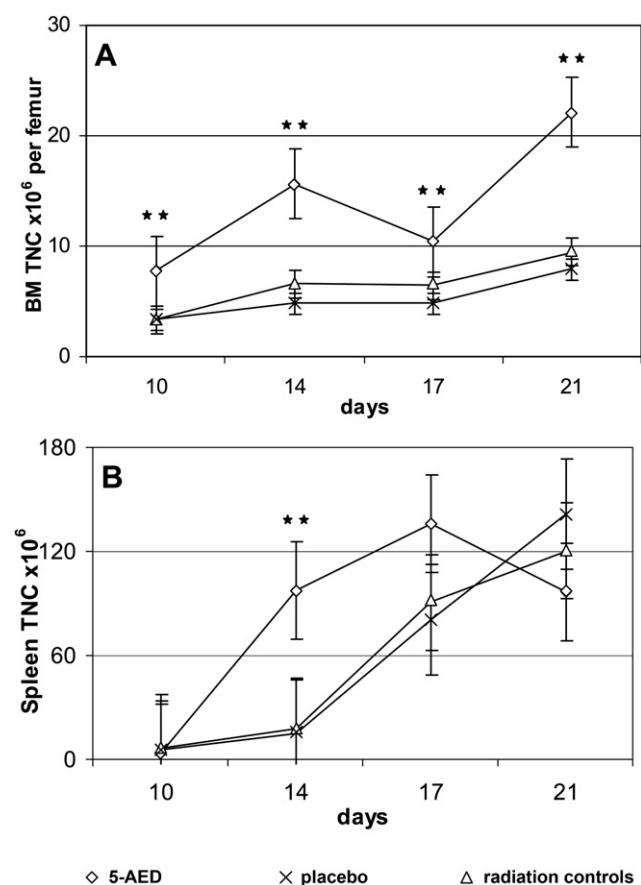 A
BM TNC x10⁶ per femur
30
20
10
0
★★ ★★ ★★ ★★
10 14 17 21
days
B
Spleen TNC x10⁶
180
120
60
0
★★
10 14 17 21
days
◇ 5-AED × placebo △ radiation controls